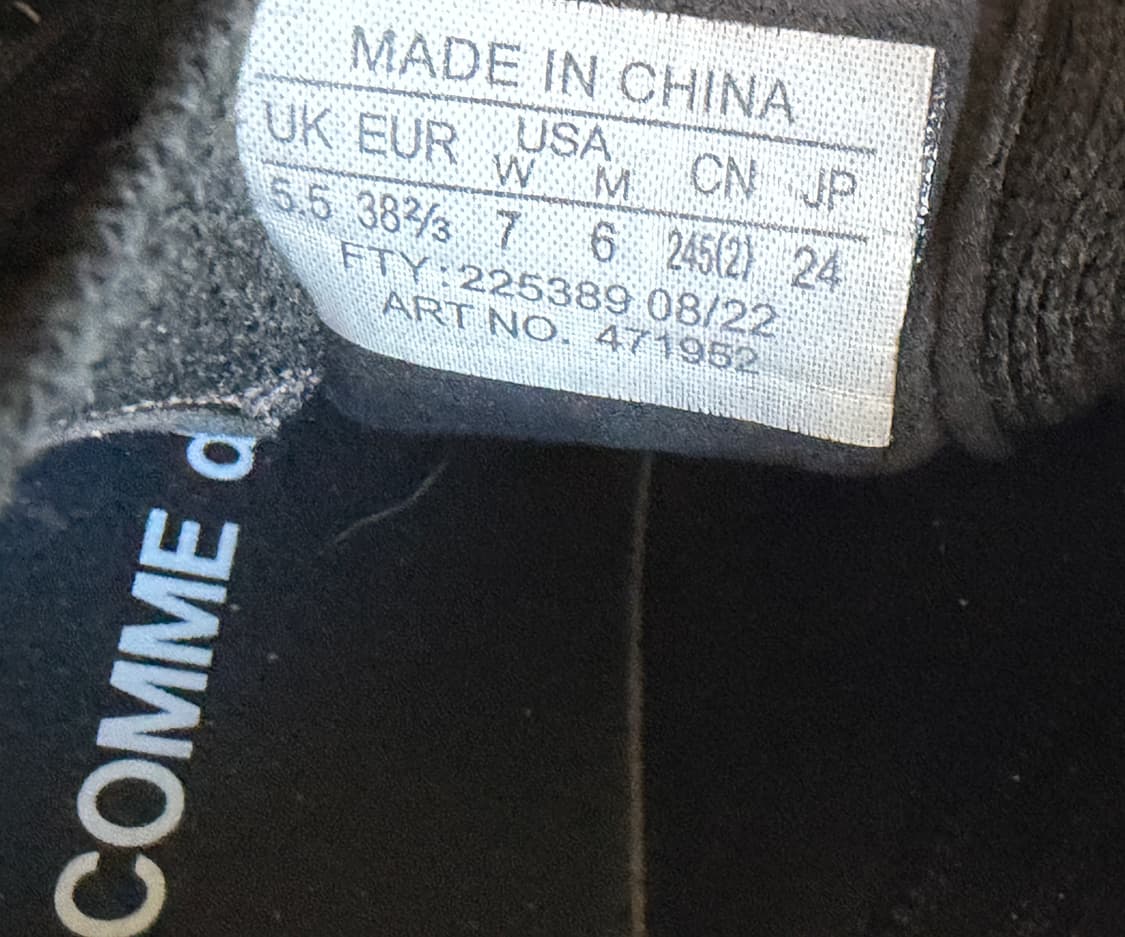 MADE IN CHINA
UK EUR USA CN JP
W M
5.5 38⅔ 7 6 245(2) 24
FTY:225389 08/22
ART NO. 471952
COMME d